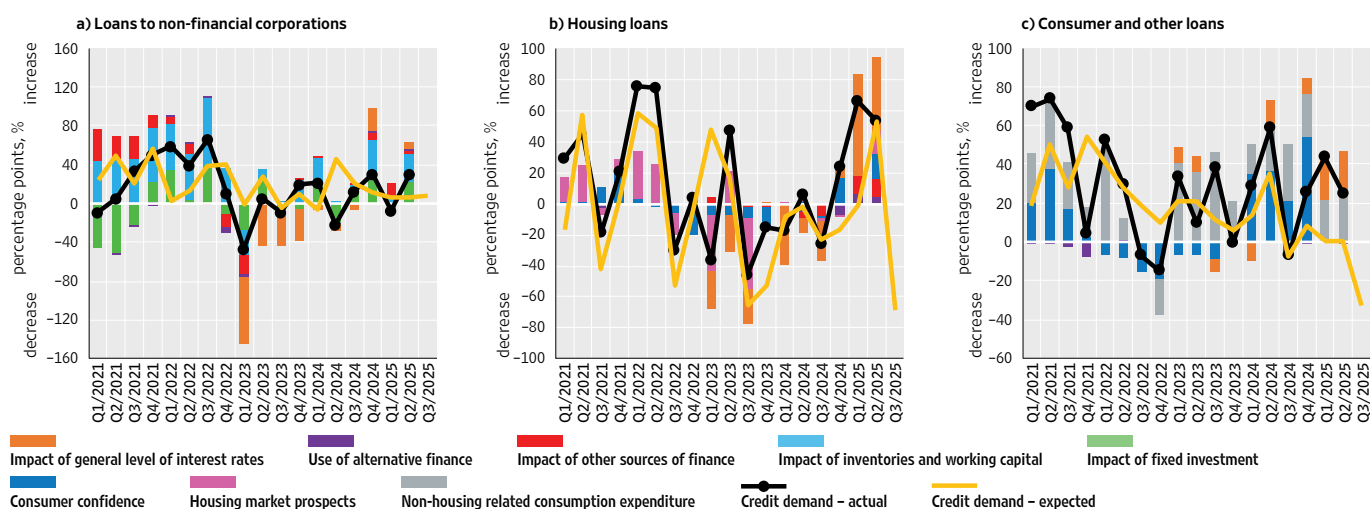 a) Loans to non-financial corporations
b) Housing loans
c) Consumer and other loans
percentage points, %
increase
decrease
160
120
80
40
0
−40
−80
−120
−160
Q1/2021
Q2/2021
Q3/2021
Q4/2021
Q1/2022
Q2/2022
Q3/2022
Q4/2022
Q1/2023
Q2/2023
Q3/2023
Q4/2023
Q1/2024
Q2/2024
Q3/2024
Q4/2024
Q1/2025
Q2/2025
Q3/2025
percentage points, %
increase
decrease
100
80
60
40
20
0
−20
−40
−60
−80
−100
Q1/2021
Q2/2021
Q3/2021
Q4/2021
Q1/2022
Q2/2022
Q3/2022
Q4/2022
Q1/2023
Q2/2023
Q3/2023
Q4/2023
Q1/2024
Q2/2024
Q3/2024
Q4/2024
Q1/2025
Q2/2025
Q3/2025
percentage points, %
increase
decrease
100
80
60
40
20
0
−20
−40
−60
Q1/2021
Q2/2021
Q3/2021
Q4/2021
Q1/2022
Q2/2022
Q3/2022
Q4/2022
Q1/2023
Q2/2023
Q3/2023
Q4/2023
Q1/2024
Q2/2024
Q3/2024
Q4/2024
Q1/2025
Q2/2025
Q3/2025
Impact of general level of interest rates
Use of alternative finance
Impact of other sources of finance
Impact of inventories and working capital
Impact of fixed investment
Consumer confidence
Housing market prospects
Non-housing related consumption expenditure
Credit demand – actual
Credit demand – expected